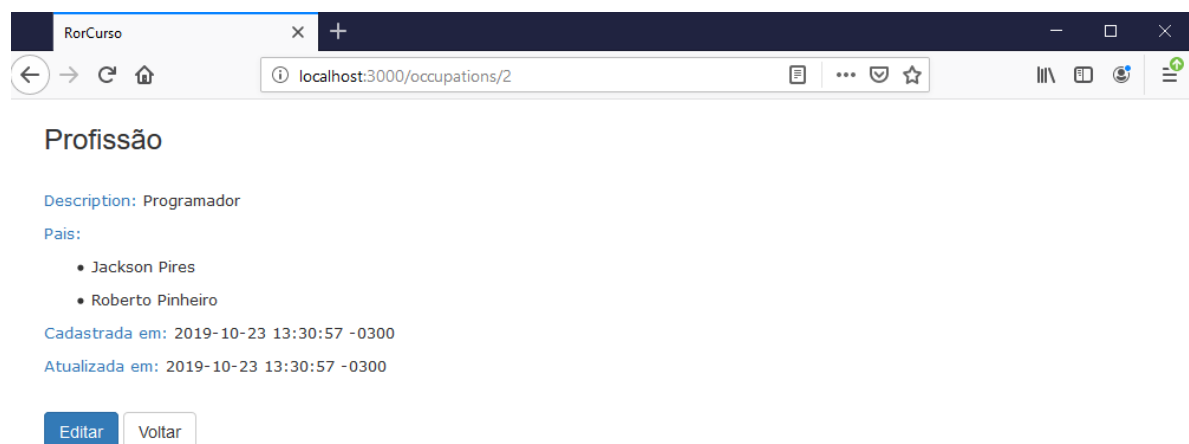 RorCurso
localhost:3000/occupations/2
Profissão
Description: Programador
Pais:
• Jackson Pires
• Roberto Pinheiro
Cadastrada em: 2019-10-23 13:30:57 -0300
Atualizada em: 2019-10-23 13:30:57 -0300
Editar Voltar